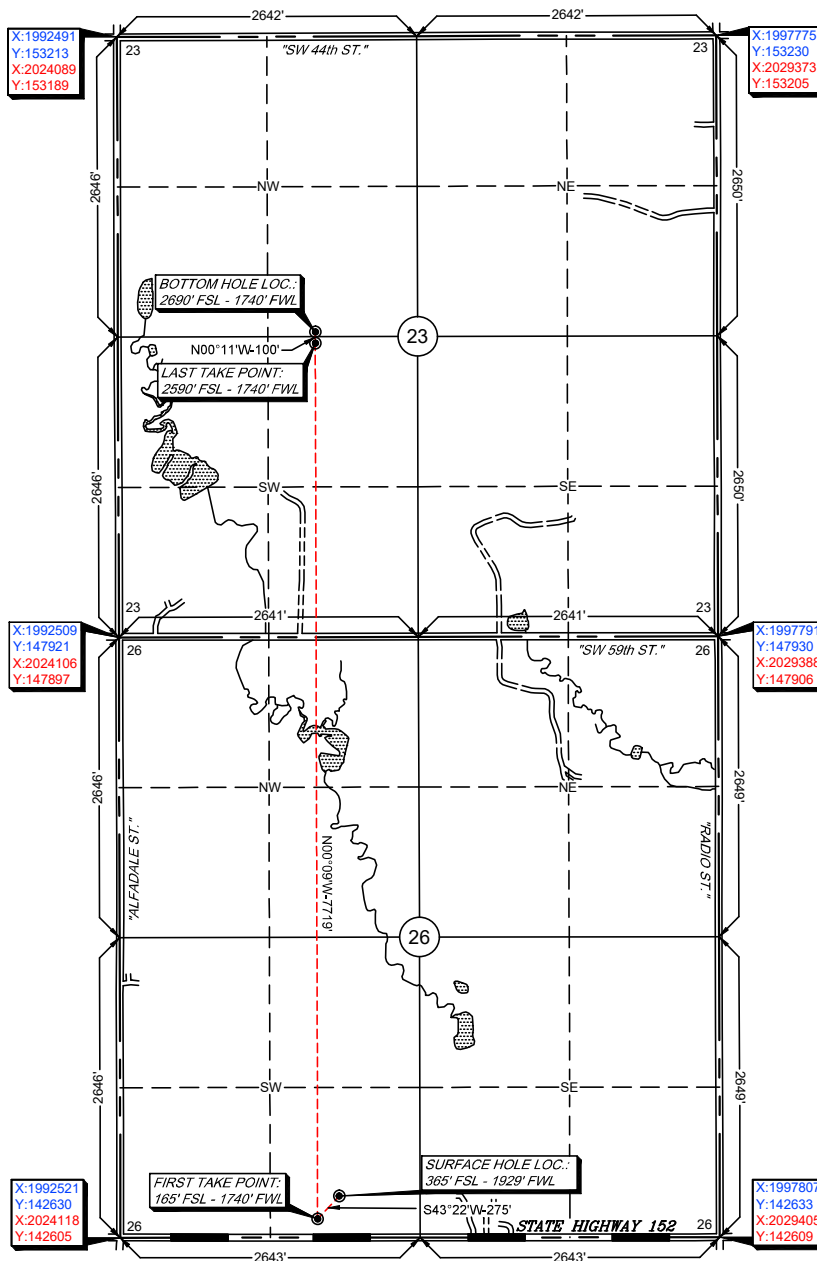 2642'
2642'
X:1992491
Y:153213
X:2024089
Y:153189
23
"SW 44th ST."
23
X:1997775
Y:153230
X:2029373
Y:153205
2646'
NW
NE
2650'
BOTTOM HOLE LOC.:
2690' FSL - 1740' FWL
N00°11'W-100'
23
LAST TAKE POINT:
2590' FSL - 1740' FWL
2646'
SW
SE
2650'
23
2641'
2641'
23
X:1992509
Y:147921
X:2024106
Y:147897
26
"SW 59th ST."
26
X:1997791
Y:147930
X:2029388
Y:147906
2646'
NW
NE
2649'
"ALFADALE ST."
N00°09'W-7719'
"RADIO ST."
26
2646'
SW
SE
2649'
FIRST TAKE POINT:
165' FSL - 1740' FWL
SURFACE HOLE LOC.:
365' FSL - 1929' FWL
S43°22'W-275'
X:1992521
Y:142630
X:2024118
Y:142605
26
STATE HIGHWAY 152
26
X:1997807
Y:142633
X:2029405
Y:142609
2643'
2643'